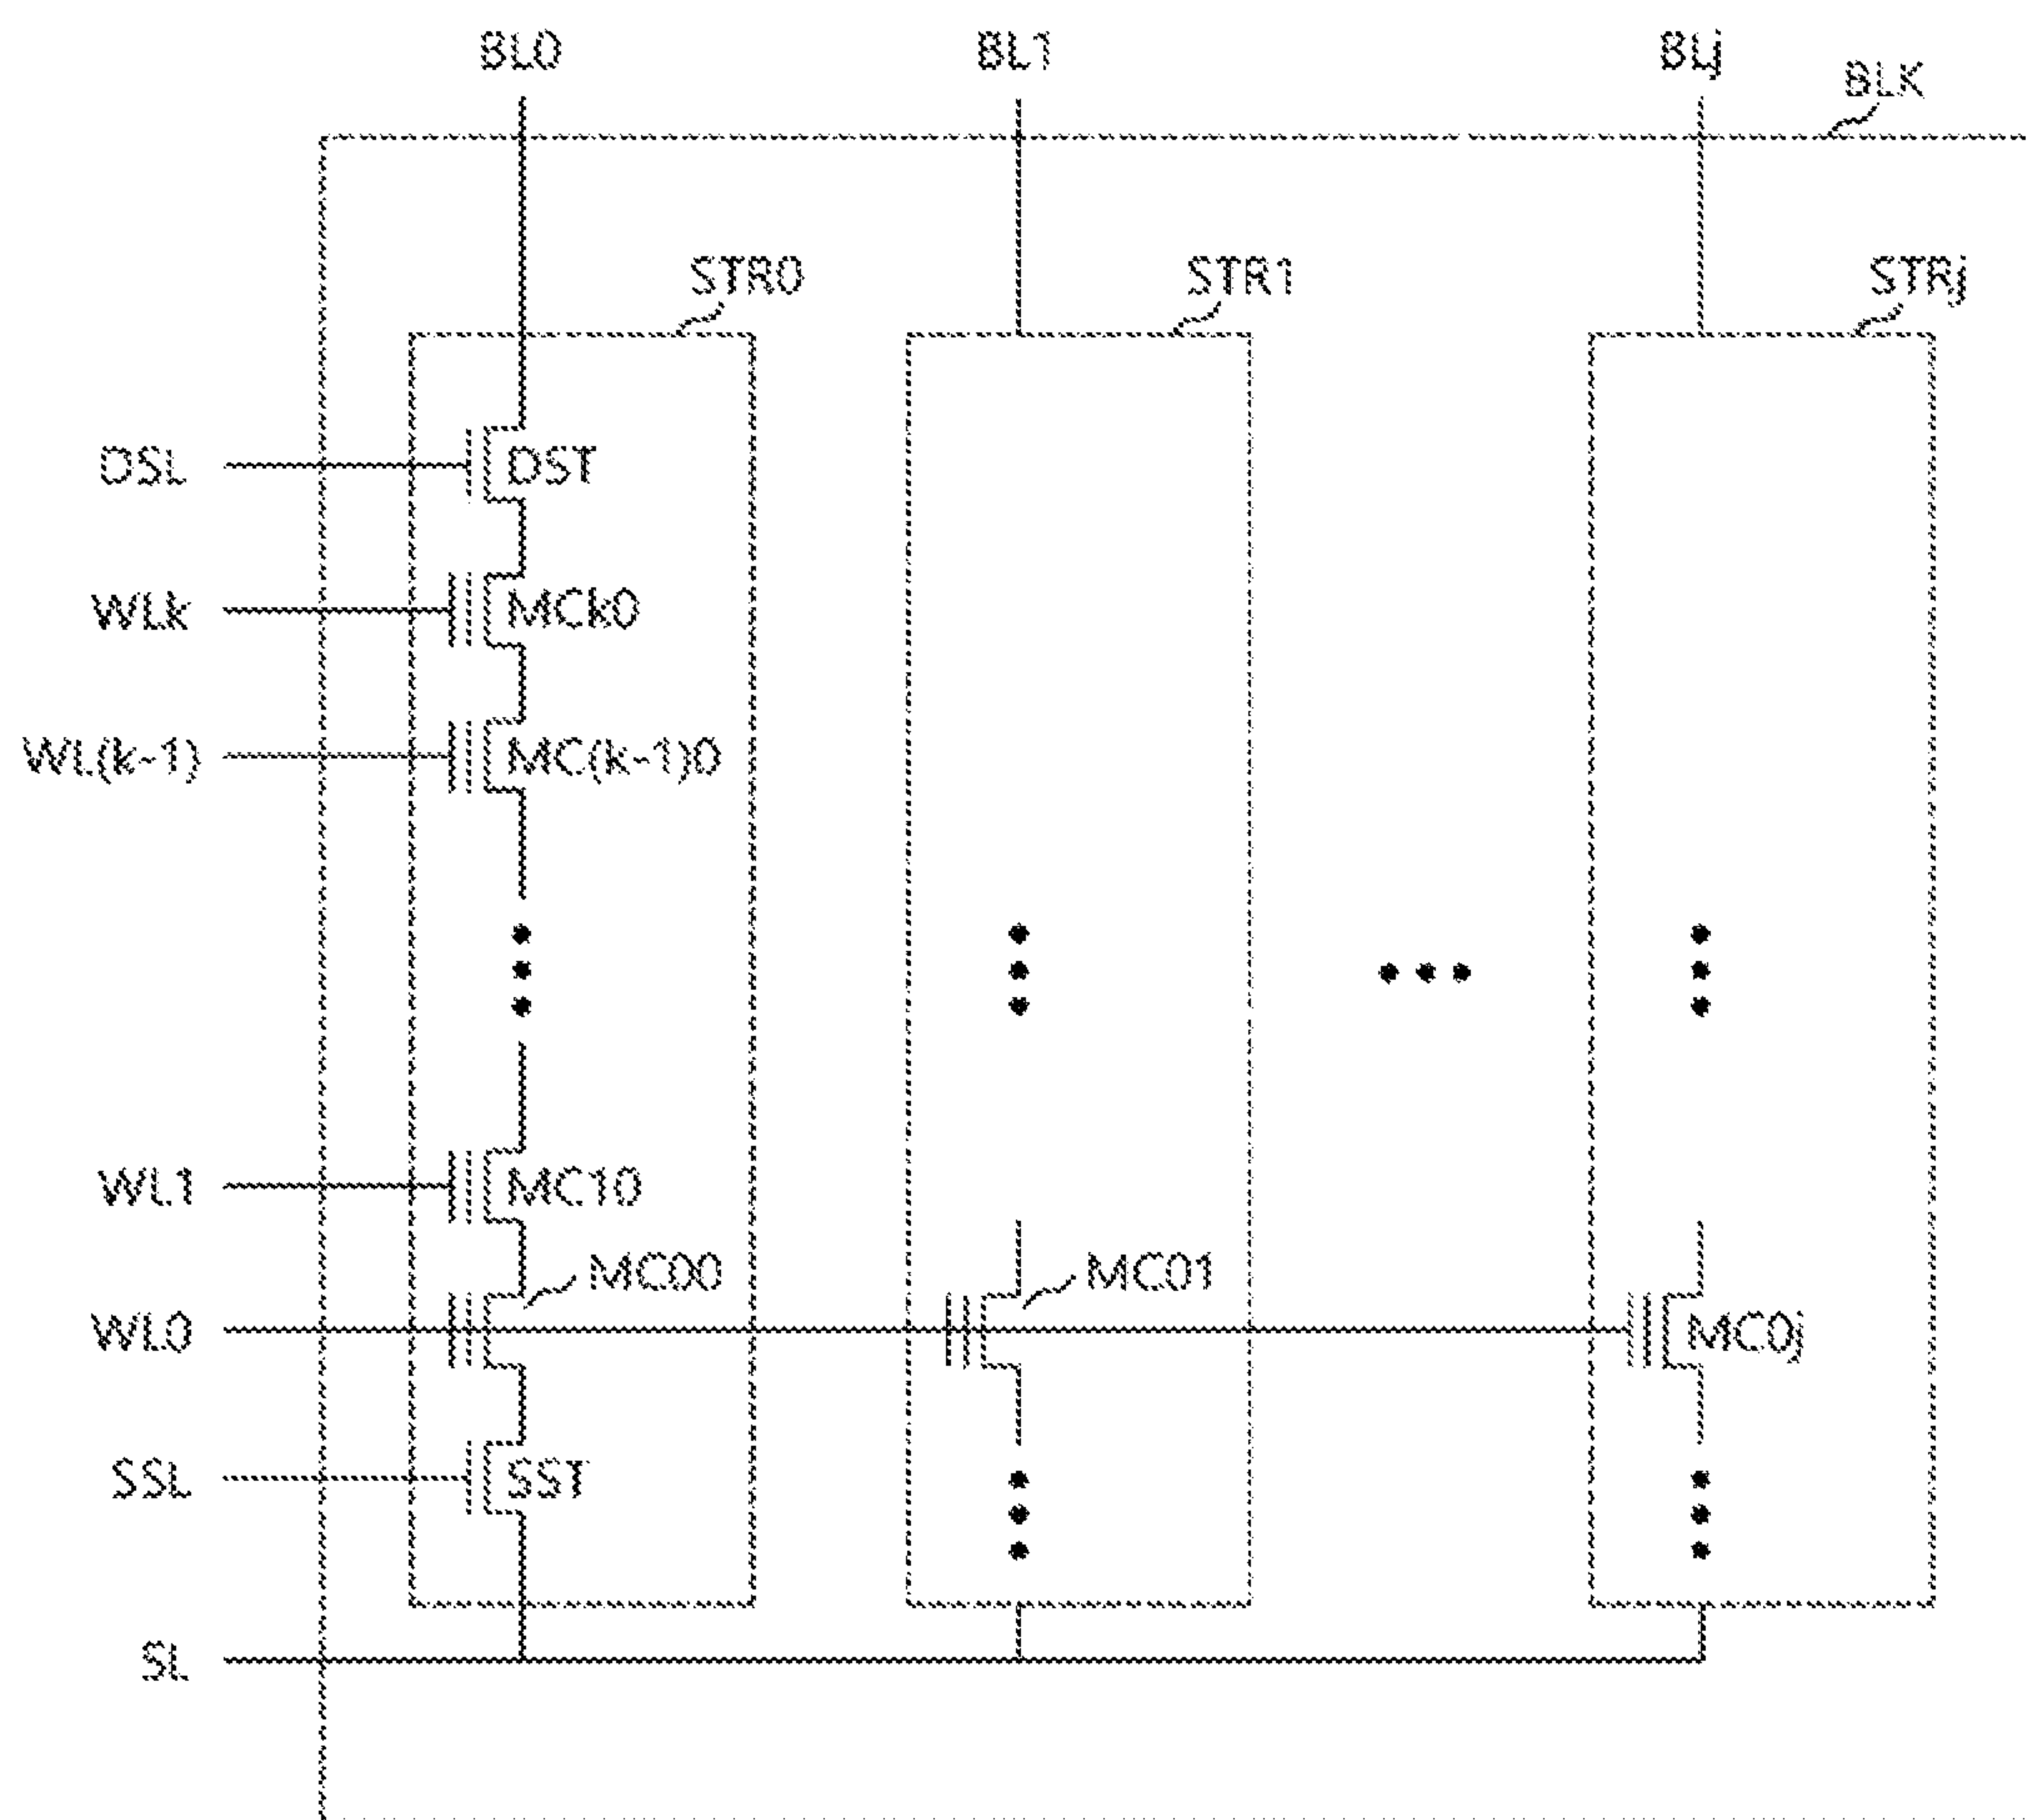 BL0 BL1 BLj
BLK
STR0 STR1 STRj
DSL DST
WLk MCk0
WL(k-1) MC(k-1)0
WL1 MC10
MC00 MC01
WL0 MC0j
SSL SST
SL